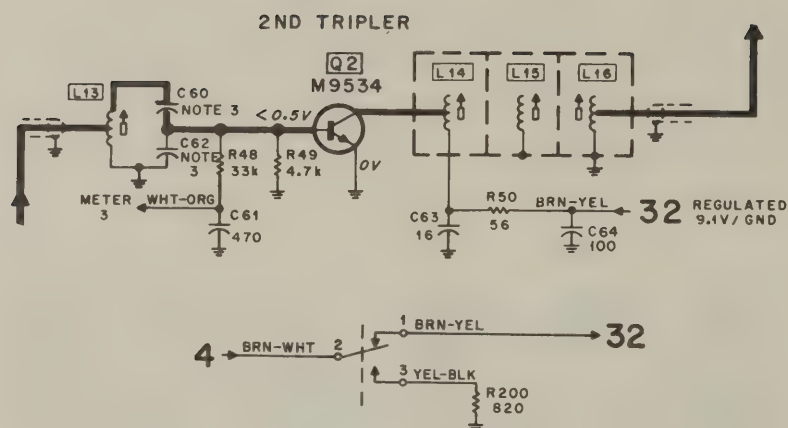 2ND TRIPLER
Q2
M9534
L13
C60
NOTE 3
<0.5V
L14
L15
L16
C62
NOTE
3
R48
33k
R49
4.7k
0V
METER
3
WHT-ORG
C61
470
C63
16
R50
56
BRN-YEL
32
REGULATED
9.1V/GND
C64
100
4
BRN-WHT
2
1
BRN-YEL
32
3
YEL-BLK
R200
820